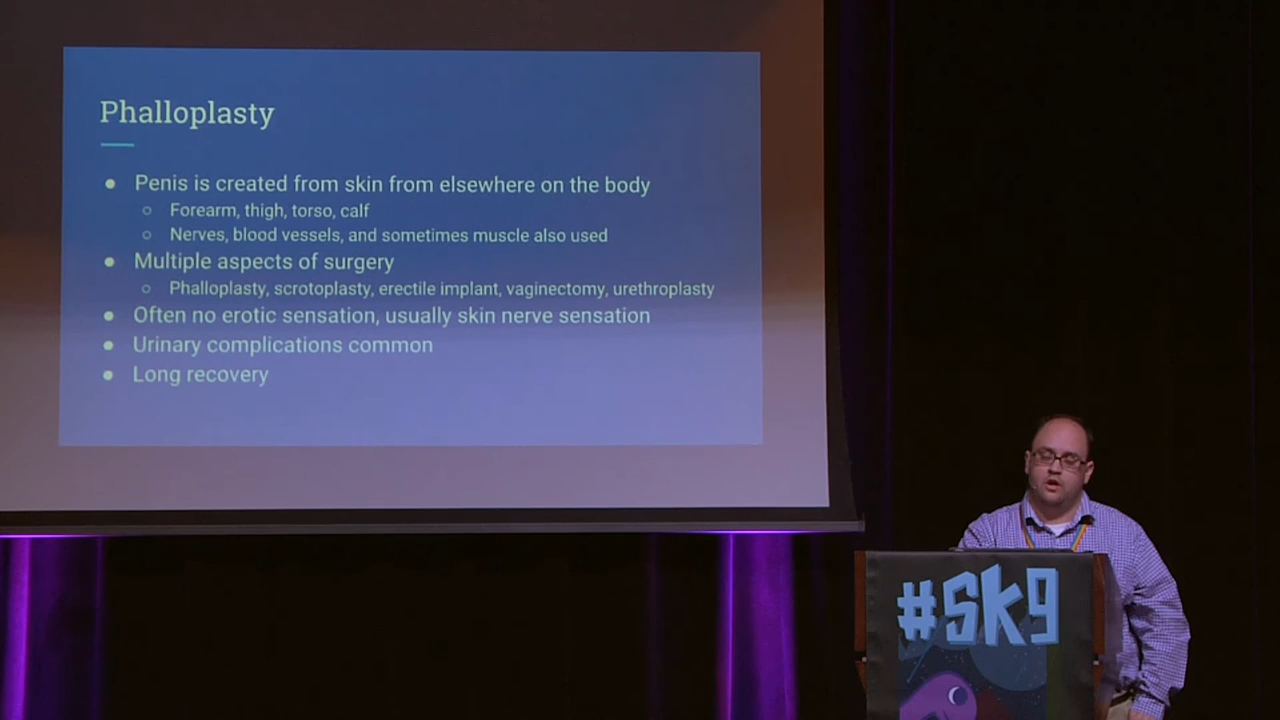 Phalloplasty
● Penis is created from skin from elsewhere on the body
○ Forearm, thigh, torso, calf
○ Nerves, blood vessels, and sometimes muscle also used
● Multiple aspects of surgery
○ Phalloplasty, scrotoplasty, erectile implant, vaginectomy, urethroplasty
● Often no erotic sensation, usually skin nerve sensation
● Urinary complications common
● Long recovery
#SK9